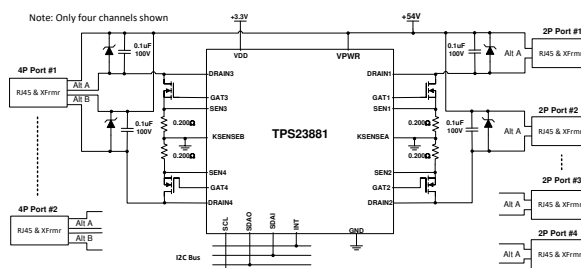 Note: Only four channels shown
+3.3V
+54V
VDD
VPWR
TPS23881
DRAIN3
GAT3
SEN3
KSENSEB
SEN4
GAT4
DRAIN4
DRAIN1
GAT1
SEN1
KSENSEA
SEN2
GAT2
DRAIN2
SCL
SDAO
SDAI
INT
GND
I2C Bus
0.1uF
100V
0.1uF
100V
0.200Ω
0.200Ω
0.200Ω
0.200Ω
0.1uF
100V
0.1uF
100V
4P Port #1
RJ45 & XFrmr
Alt A
Alt B
4P Port #2
RJ45 & XFrmr
Alt A
Alt B
2P Port #1
RJ45 & XFrmr
Alt A
2P Port #2
RJ45 & XFrmr
Alt A
2P Port #3
RJ45 & XFrmr
Alt A
2P Port #4
RJ45 & XFrmr
Alt A